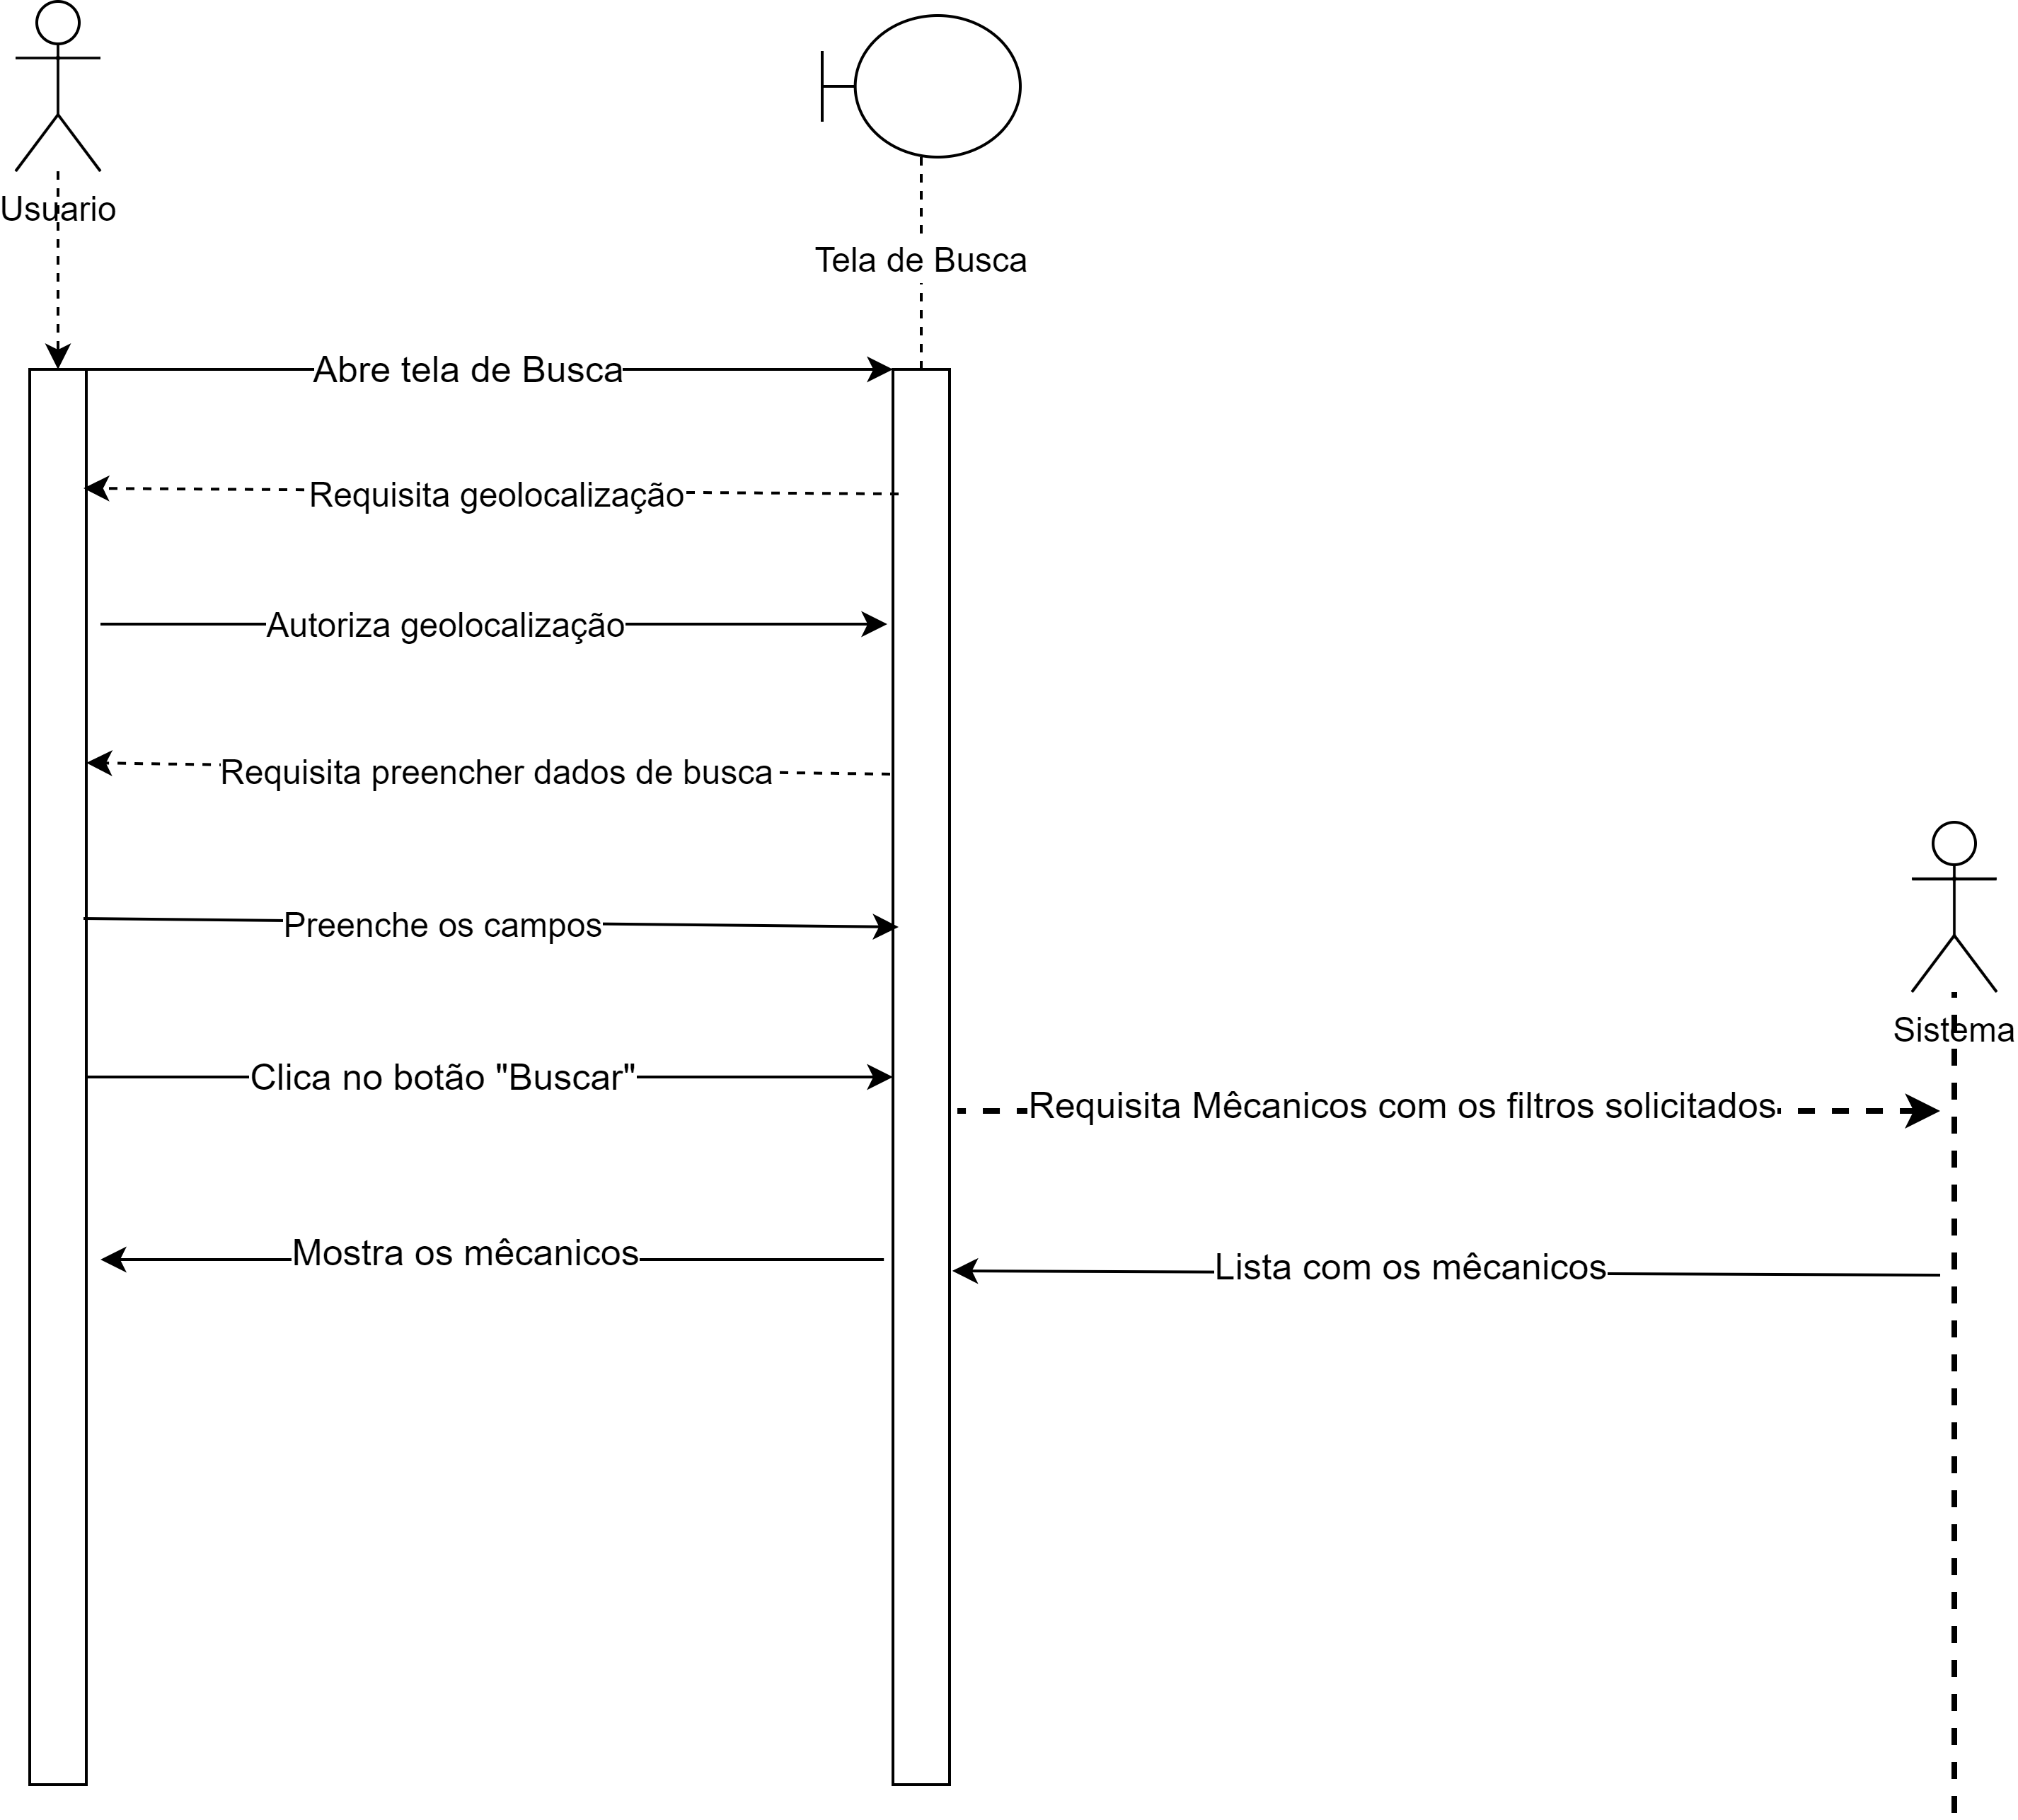 Usuario
Tela de Busca
Abre tela de Busca
Requisita geolocalização
Autoriza geolocalização
Requisita preencher dados de busca
Preenche os campos
Sistema
Clica no botão "Buscar"
Requisita Mêcanicos com os filtros solicitados
Mostra os mêcanicos
Lista com os mêcanicos